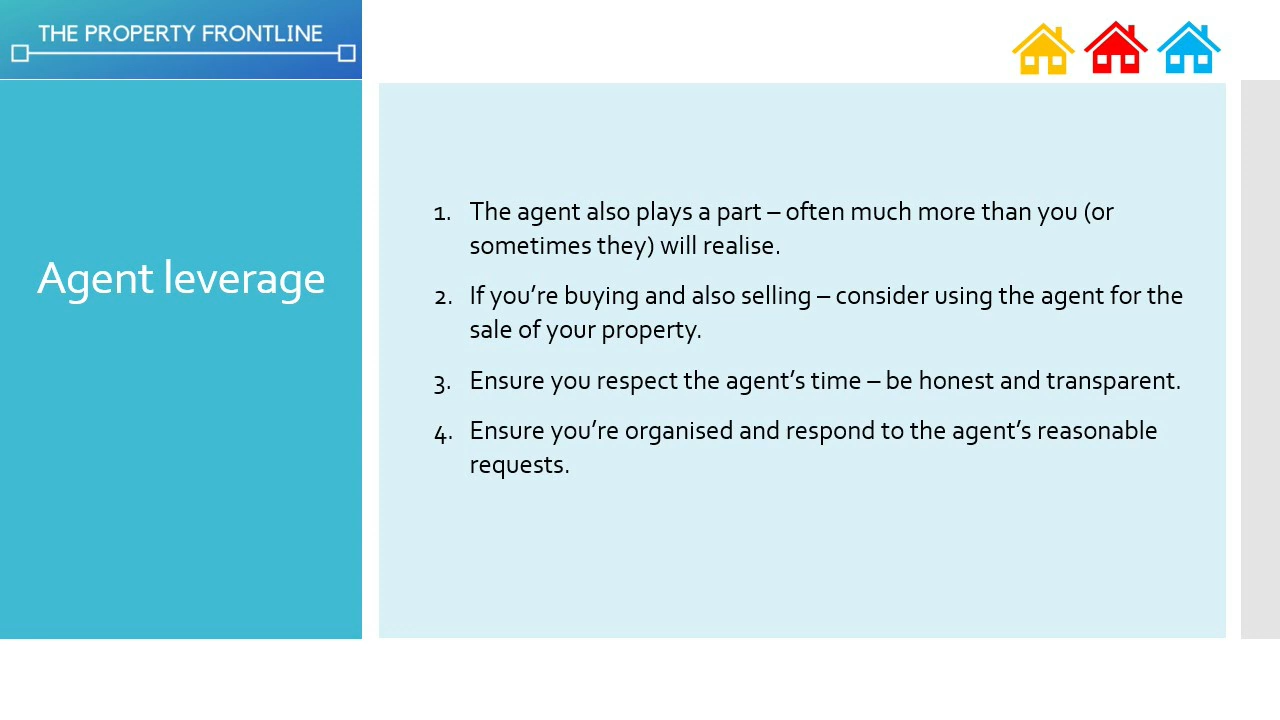 THE PROPERTY FRONTLINE
Agent leverage
1. The agent also plays a part – often much more than you (or
sometimes they) will realise.
2. If you’re buying and also selling – consider using the agent for the
sale of your property.
3. Ensure you respect the agent’s time – be honest and transparent.
4. Ensure you’re organised and respond to the agent’s reasonable
requests.